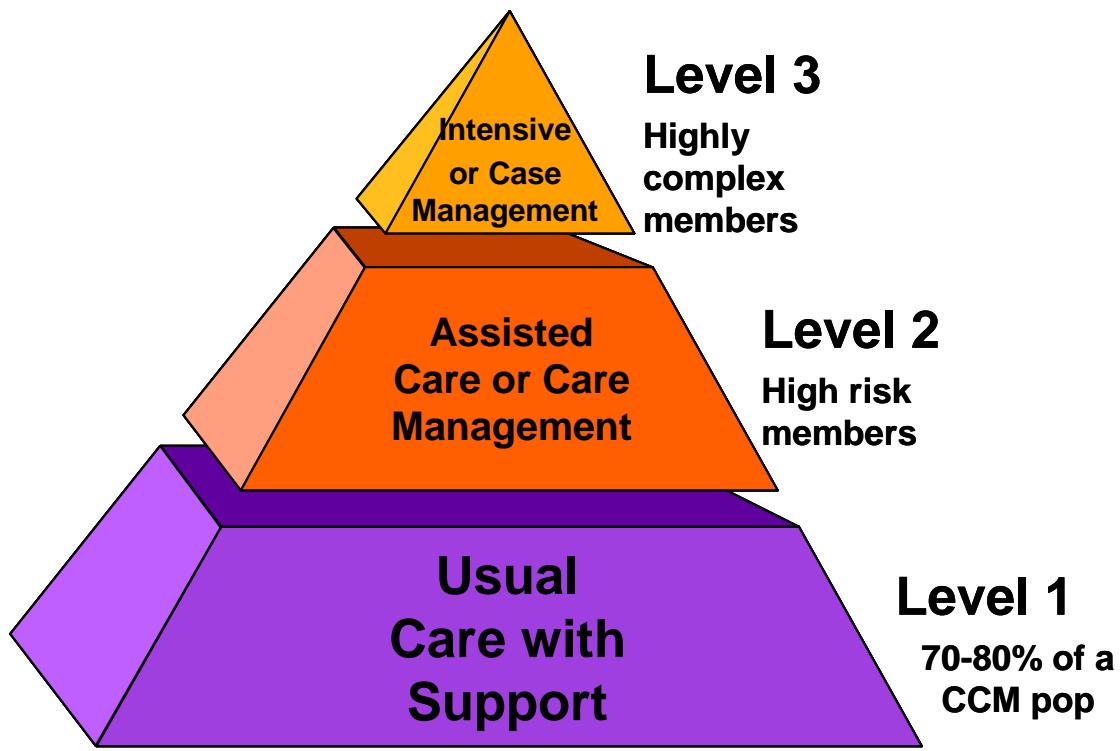 Intensive
or Case
Management
Level 3
Highly
complex
members
Assisted
Care or Care
Management
Level 2
High risk
members
Usual
Care with
Support
Level 1
70-80% of a
CCM pop